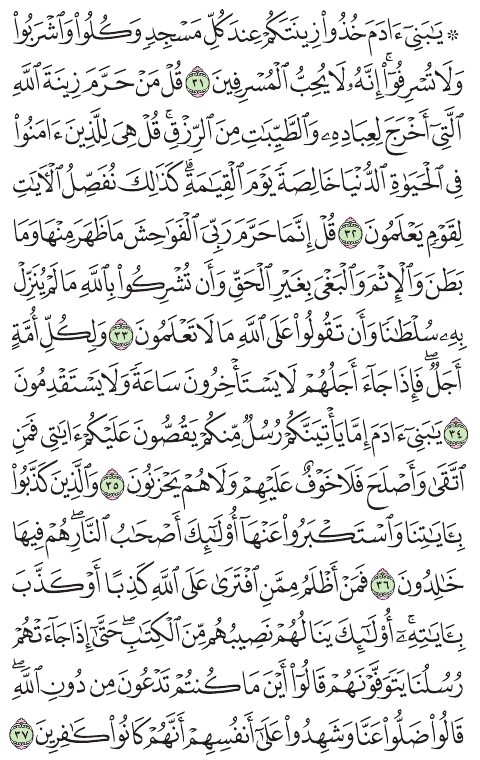 ۞ يَٰبَنِيٓ ءَادَمَ خُذُواْ زِينَتَكُمۡ عِندَ كُلِّ مَسۡجِدٖ وَكُلُواْ وَٱشۡرَبُواْ
وَلَا تُسۡرِفُوٓاْۚ إِنَّهُۥ لَا يُحِبُّ ٱلۡمُسۡرِفِينَ ٣١ قُلۡ مَنۡ حَرَّمَ زِينَةَ ٱللَّهِ
ٱلَّتِيٓ أَخۡرَجَ لِعِبَادِهِۦ وَٱلطَّيِّبَٰتِ مِنَ ٱلرِّزۡقِۚ قُلۡ هِيَ لِلَّذِينَ ءَامَنُواْ
فِي ٱلۡحَيَوٰةِ ٱلدُّنۡيَا خَالِصَةٗ يَوۡمَ ٱلۡقِيَٰمَةِۗ كَذَٰلِكَ نُفَصِّلُ ٱلۡأٓيَٰتِ
لِقَوۡمٖ يَعۡلَمُونَ ٣٢ قُلۡ إِنَّمَا حَرَّمَ رَبِّيَ ٱلۡفَوَٰحِشَ مَا ظَهَرَ مِنۡهَا وَمَا
بَطَنَ وَٱلۡإِثۡمَ وَٱلۡبَغۡيَ بِغَيۡرِ ٱلۡحَقِّ وَأَن تُشۡرِكُواْ بِٱللَّهِ مَا لَمۡ يُنَزِّلۡ
بِهِۦ سُلۡطَٰنٗا وَأَن تَقُولُواْ عَلَى ٱللَّهِ مَا لَا تَعۡلَمُونَ ٣٣ وَلِكُلِّ أُمَّةٍ
أَجَلٞۖ فَإِذَا جَآءَ أَجَلُهُمۡ لَا يَسۡتَأۡخِرُونَ سَاعَةٗ وَلَا يَسۡتَقۡدِمُونَ
٣٤ يَٰبَنِيٓ ءَادَمَ إِمَّا يَأۡتِيَنَّكُمۡ رُسُلٞ مِّنكُمۡ يَقُصُّونَ عَلَيۡكُمۡ ءَايَٰتِي فَمَنِ
ٱتَّقَىٰ وَأَصۡلَحَ فَلَا خَوۡفٌ عَلَيۡهِمۡ وَلَا هُمۡ يَحۡزَنُونَ ٣٥ وَٱلَّذِينَ كَذَّبُواْ
بِـَٔايَٰتِنَا وَٱسۡتَكۡبَرُواْ عَنۡهَآ أُوْلَٰٓئِكَ أَصۡحَٰبُ ٱلنَّارِۖ هُمۡ فِيهَا
خَٰلِدُونَ ٣٦ فَمَنۡ أَظۡلَمُ مِمَّنِ ٱفۡتَرَىٰ عَلَى ٱللَّهِ كَذِبًا أَوۡ كَذَّبَ
بِـَٔايَٰتِهِۦٓۚ أُوْلَٰٓئِكَ يَنَالُهُمۡ نَصِيبُهُم مِّنَ ٱلۡكِتَٰبِۖ حَتَّىٰٓ إِذَا جَآءَتۡهُمۡ
رُسُلُنَا يَتَوَفَّوۡنَهُمۡ قَالُوٓاْ أَيۡنَ مَا كُنتُمۡ تَدۡعُونَ مِن دُونِ ٱللَّهِۖ
قَالُواْ ضَلُّواْ عَنَّا وَشَهِدُواْ عَلَىٰٓ أَنفُسِهِمۡ أَنَّهُمۡ كَانُواْ كَٰفِرِينَ ٣٧